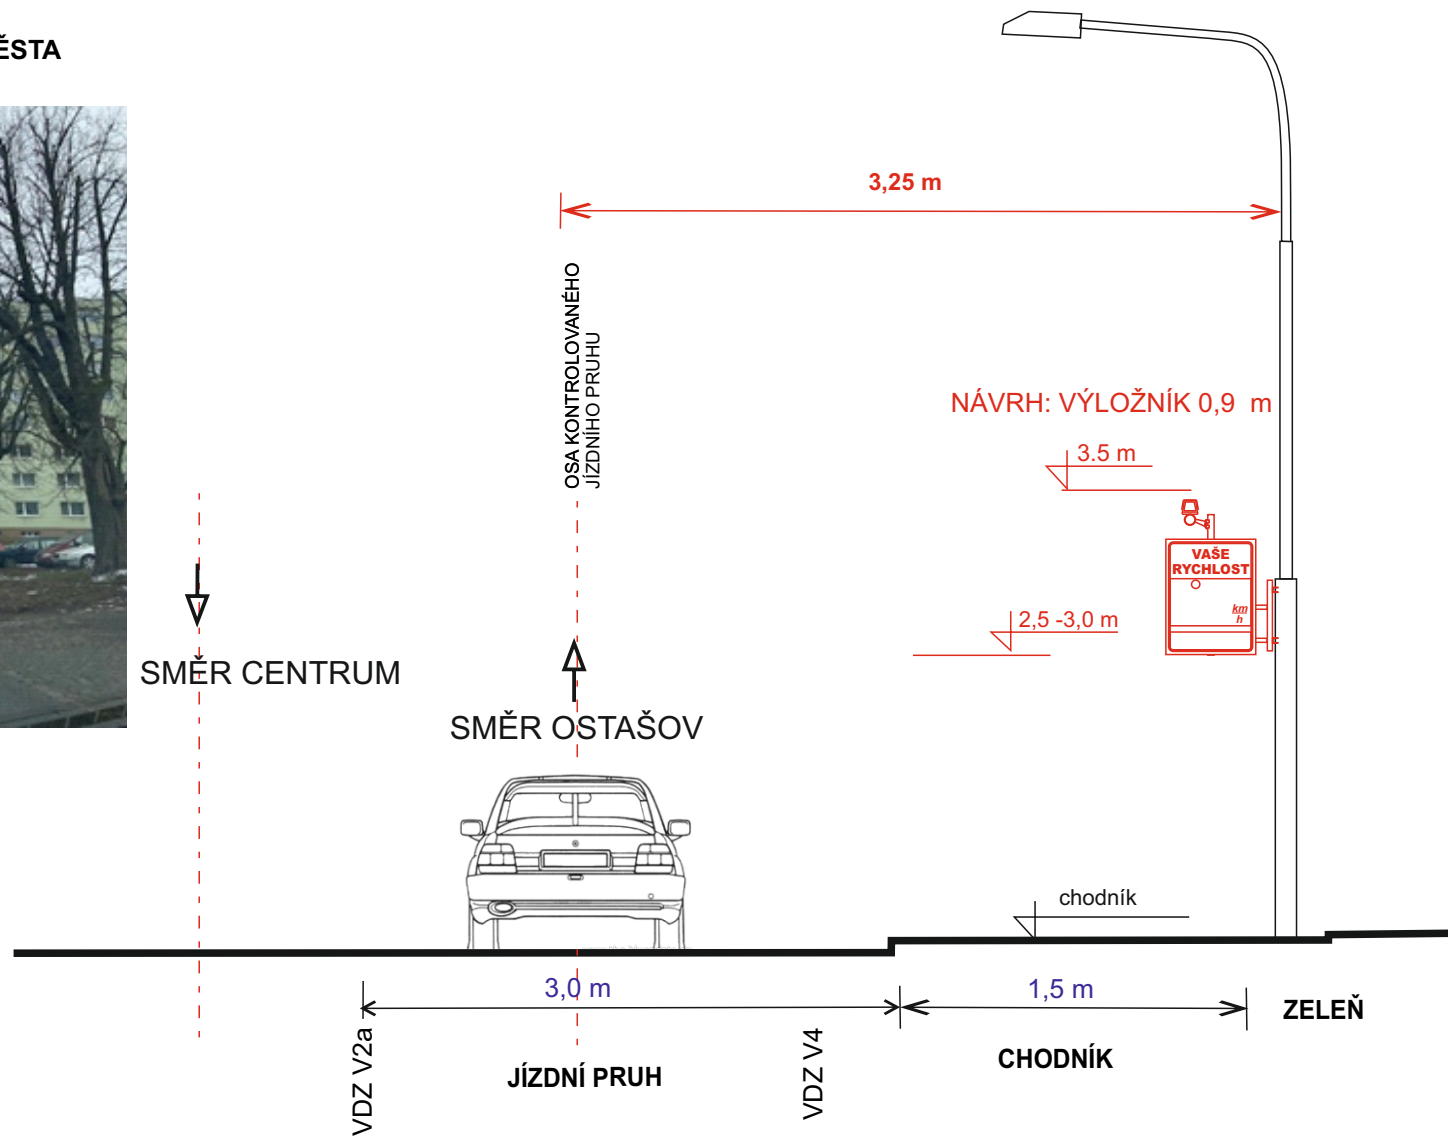 ĚSTA
3,25 m
OSA KONTROLOVANÉHO
JÍZDNÍHO PRUHU
NÁVRH: VÝLOŽNÍK 0,9 m
3.5 m
VAŠE
RYCHLOST
km
h
2,5 -3,0 m
SMĚR CENTRUM
SMĚR OSTAŠOV
chodník
3,0 m
1,5 m
ZELEŇ
VDZ V2a
JÍZDNÍ PRUH
VDZ V4
CHODNÍK